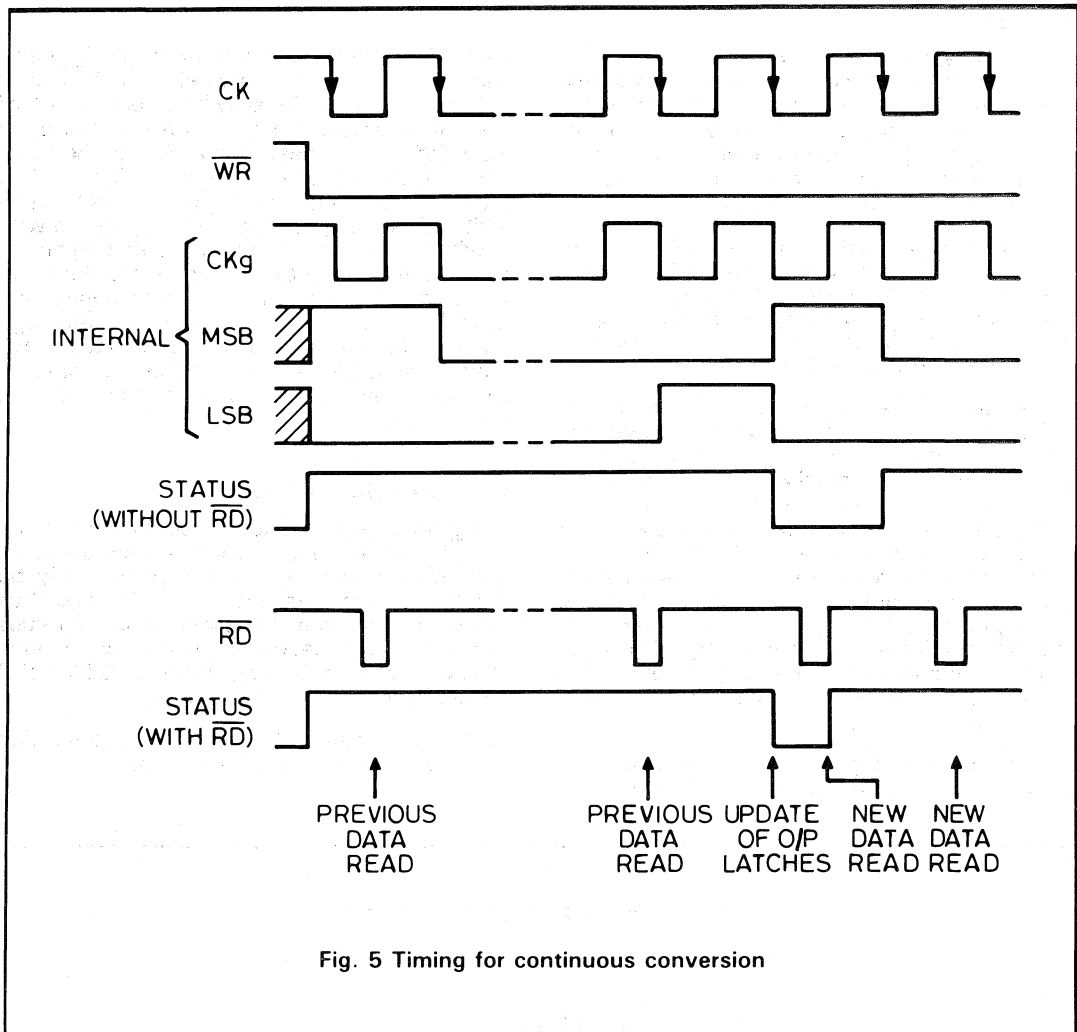 CK
WR
CKg
INTERNAL
MSB
LSB
STATUS
(WITHOUT RD)
RD
STATUS
(WITH RD)
PREVIOUS
DATA
READ
PREVIOUS
DATA
READ
UPDATE
OF O/P
LATCHES
NEW
DATA
READ
NEW
DATA
READ
Fig. 5 Timing for continuous conversion